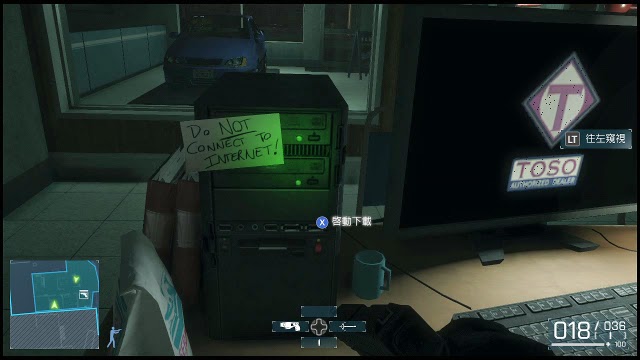 DO NOT
CONNECT TO
INTERNET!
T
LT 往左窺視
TOSO
AUTHORIZED DEALER
X 啓動下載
018/036
100